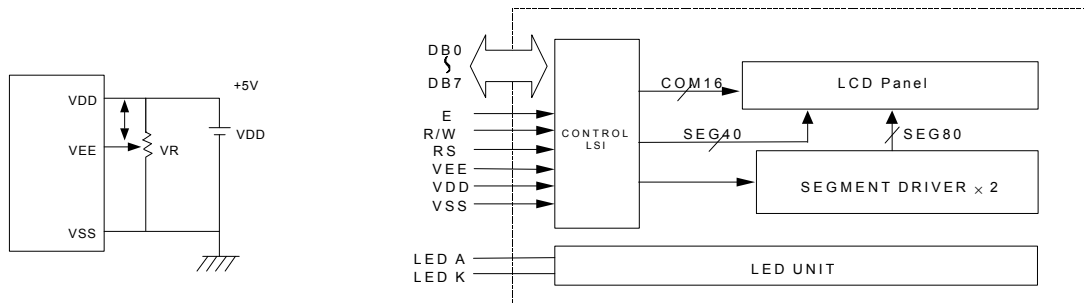 +5V
VDD
VEE
VR
VDD
VSS
DB0
DB7
E
R/W
RS
VEE
VDD
VSS
CONTROL
LSI
COM16
SEG40
LCD Panel
SEG80
SEGMENT DRIVER × 2
LED A
LED K
LED UNIT